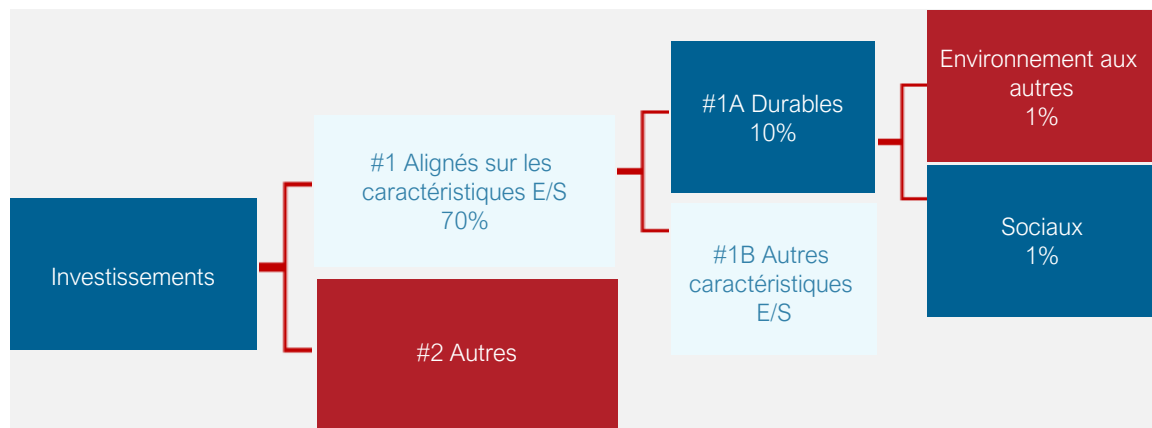 Investissements
#1 Alignés sur les
caractéristiques E/S
70%
#2 Autres
#1A Durables
10%
#1B Autres
caractéristiques
E/S
Environnement aux
autres
1%
Sociaux
1%